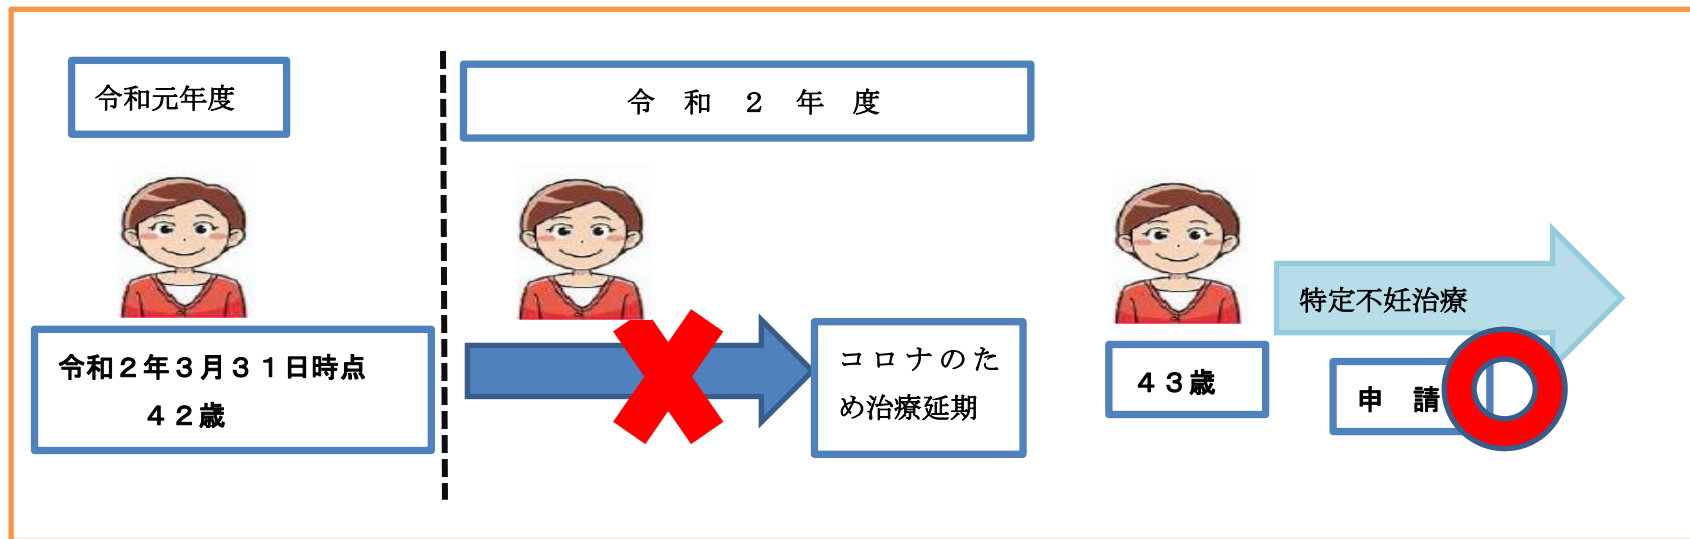 令和元年度
令　和　２　年　度
令和２年３月３１日時点
４２歳
コロナのた
め治療延期
４３歳
特定不妊治療
申　請